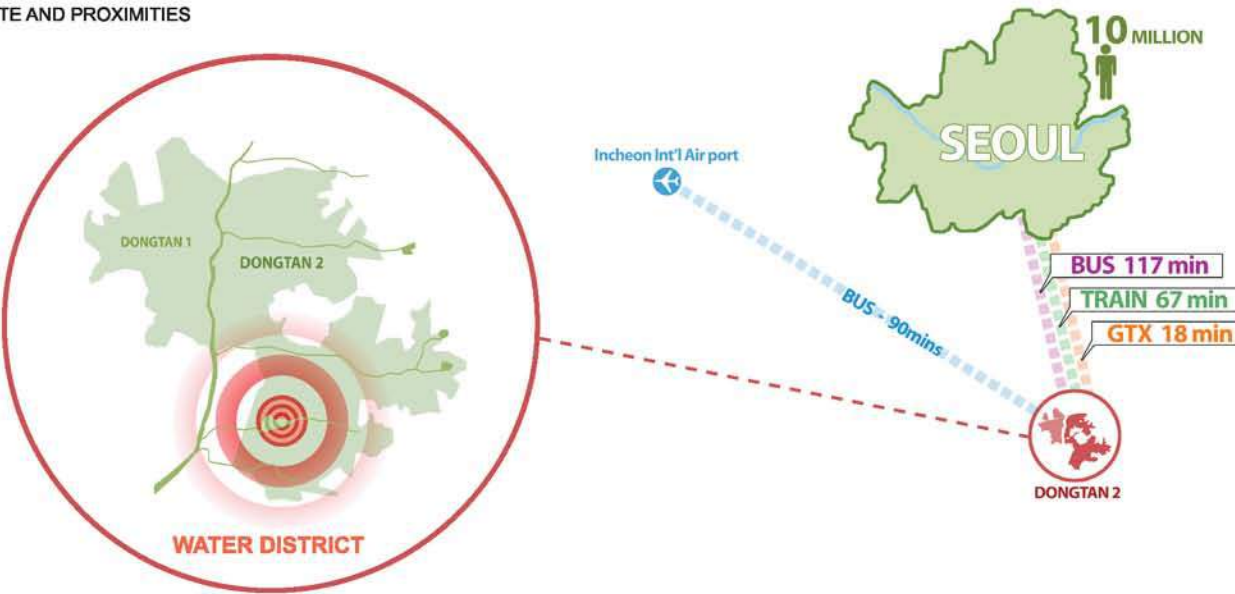 TE AND PROXIMITIES
10 MILLION
SEOUL
Incheon Int'l Air port
DONGTAN 1
DONGTAN 2
BUS 117 min
TRAIN 67 min
GTX 18 min
BUS - 90mins
DONGTAN 2
WATER DISTRICT